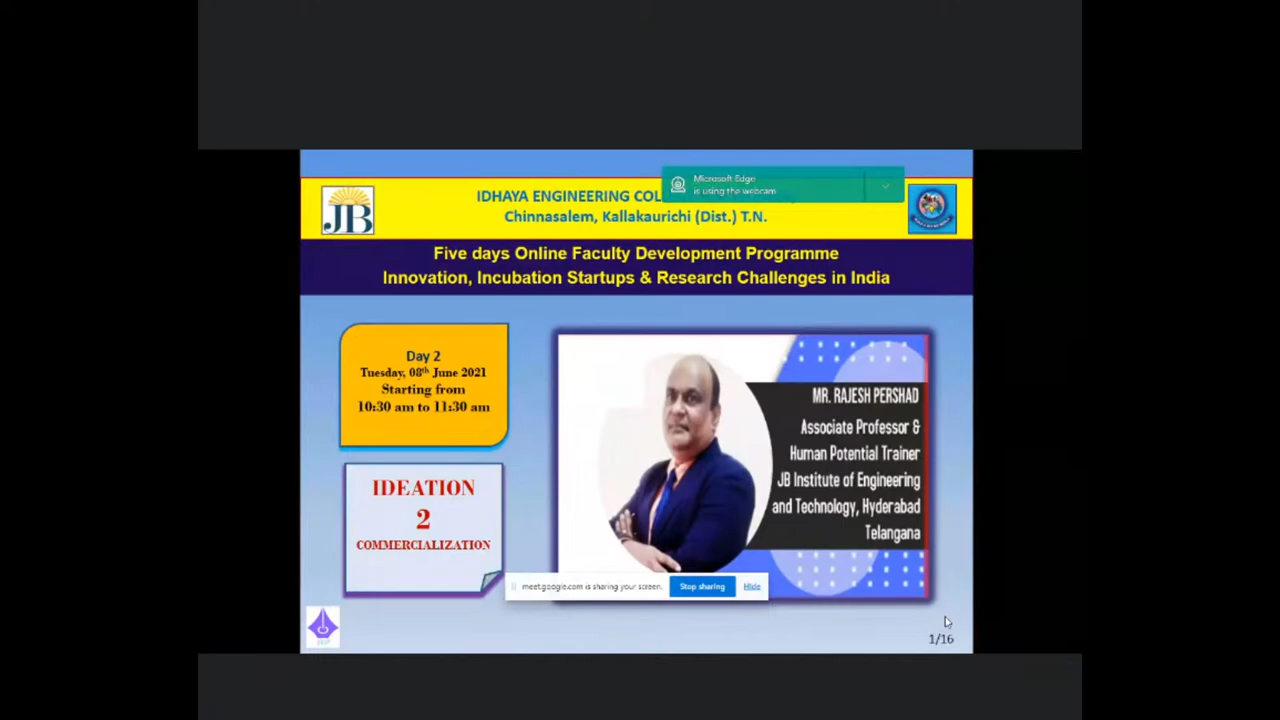 Microsoft Edge
is using the webcam
JB
IDHAYA ENGINEERING COL
Chinnasalem, Kallakaurichi (Dist.) T.N.
Five days Online Faculty Development Programme
Innovation, Incubation Startups & Research Challenges in India
Day 2
Tuesday, 08th June 2021
Starting from
10:30 am to 11:30 am
IDEATION
2
COMMERCIALIZATION
MR. RAJESH PERSHAD
Associate Professor &
Human Potential Trainer
JB Institute of Engineering
and Technology, Hyderabad
Telangana
meet.google.com is sharing your screen. Stop sharing Hide
1/16